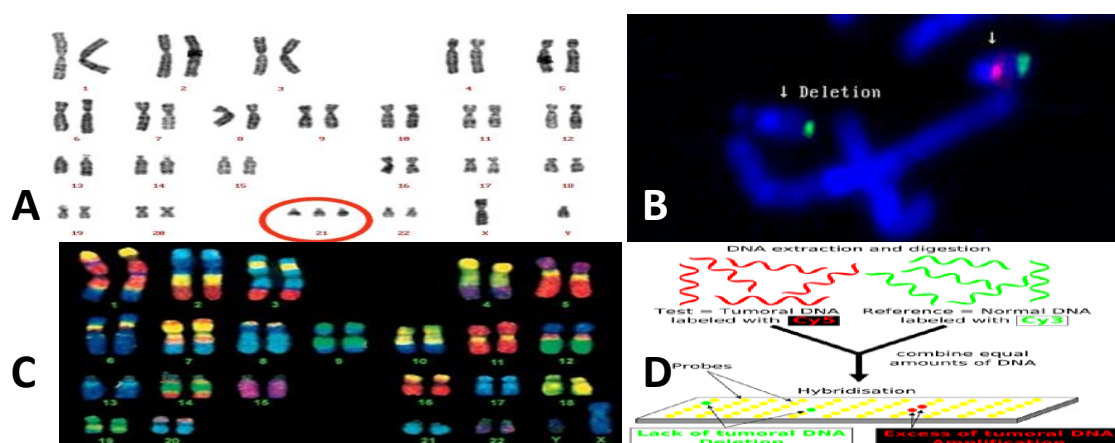 1 2 3 4 5
6 7 8 9 10 11 12
13 14 15 16 17 18
19 20 21 22 X Y
A
↓ Deletion
↓
B
1 2 3 4 5
6 7 8 9 10 11 12
13 14 15 16 17 18
19 20 21 22 Y X
C
DNA extraction and digestion
Test = Tumoral DNA
labeled with Cy5
Reference = Normal DNA
labeled with Cy3
combine equal
amounts of DNA
Probes
Hybridisation
Lack of tumoral DNA
Deletion
Excess of tumoral DNA
Amplification
D